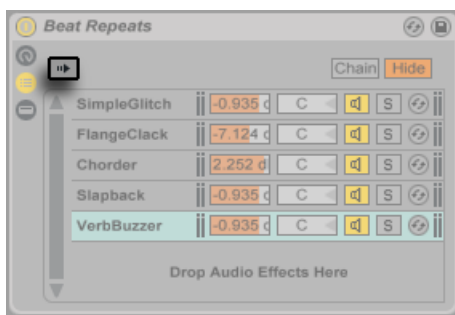 Beat Repeats
Chain Hide
SimpleGlitch -0.935 d C S
FlangeClack -7.124 d C S
Chorder 2.252 d C S
Slapback -0.935 d C S
VerbBuzzer -0.935 d C S
Drop Audio Effects Here